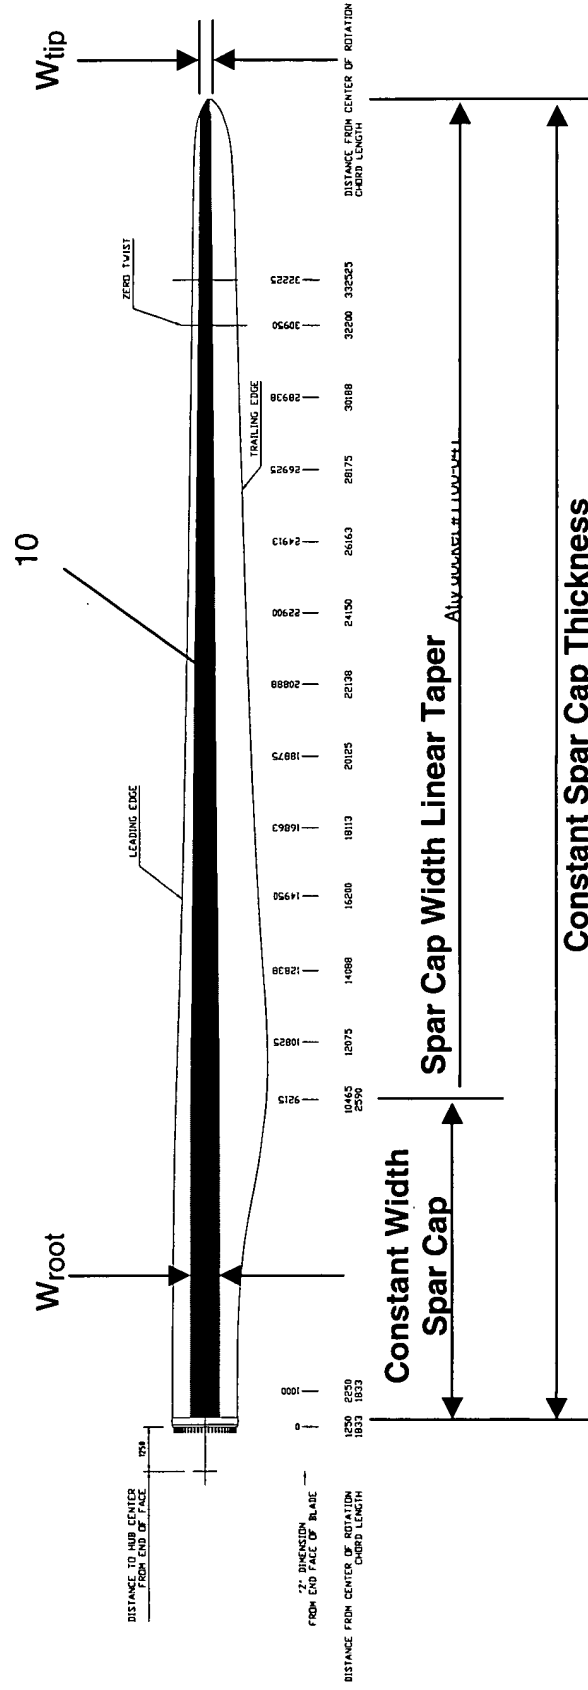 Wroot
10
Wtip
DISTANCE TO HUB CENTER
FROM END OF FACE
1250
LEADING EDGE
ZERO TWIST
TRAILING EDGE
"Z" DIMENSION
FROM END FACE OF BLADE
0 1000 9215 10825 12838 14950 16863 18875 20888 22900 24913 26925 28938 30950 32225
DISTANCE FROM CENTER OF ROTATION 1250 2250 10465 12075 14088 16200 18113 20125 22138 24150 26163 28175 30188 32200 332525 DISTANCE FROM CENTER OF ROTATION
CHORD LENGTH 1833 1833 2590 CHORD LENGTH
Constant Width
Spar Cap
Spar Cap Width Linear Taper
Constant Spar Cap Thickness